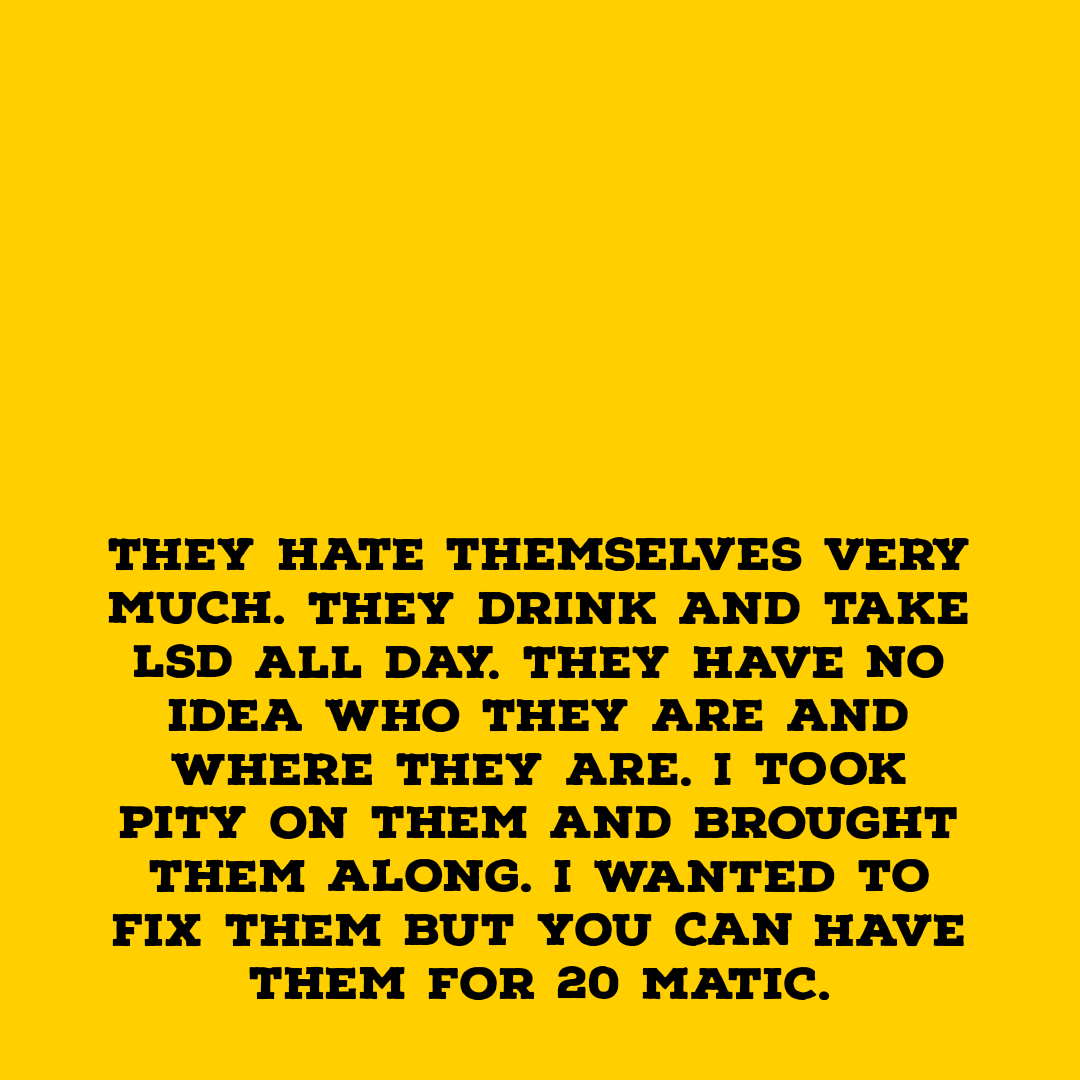 THEY HATE THEMSELVES VERY
MUCH. THEY DRINK AND TAKE
LSD ALL DAY. THEY HAVE NO
IDEA WHO THEY ARE AND
WHERE THEY ARE. I TOOK
PITY ON THEM AND BROUGHT
THEM ALONG. I WANTED TO
FIX THEM BUT YOU CAN HAVE
THEM FOR 20 MATIC.